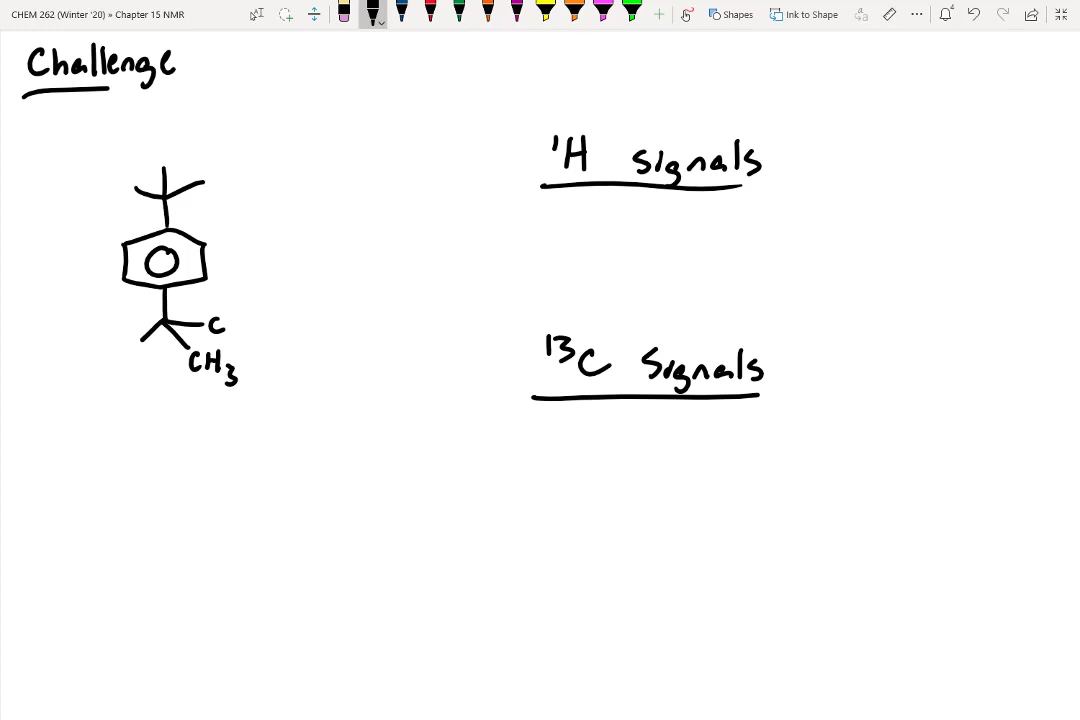 CHEM 262 (Winter '20) » Chapter 15 NMR
Shapes
Ink to Shape
Challenge
¹H signals
C
CH₃
¹³C Signals